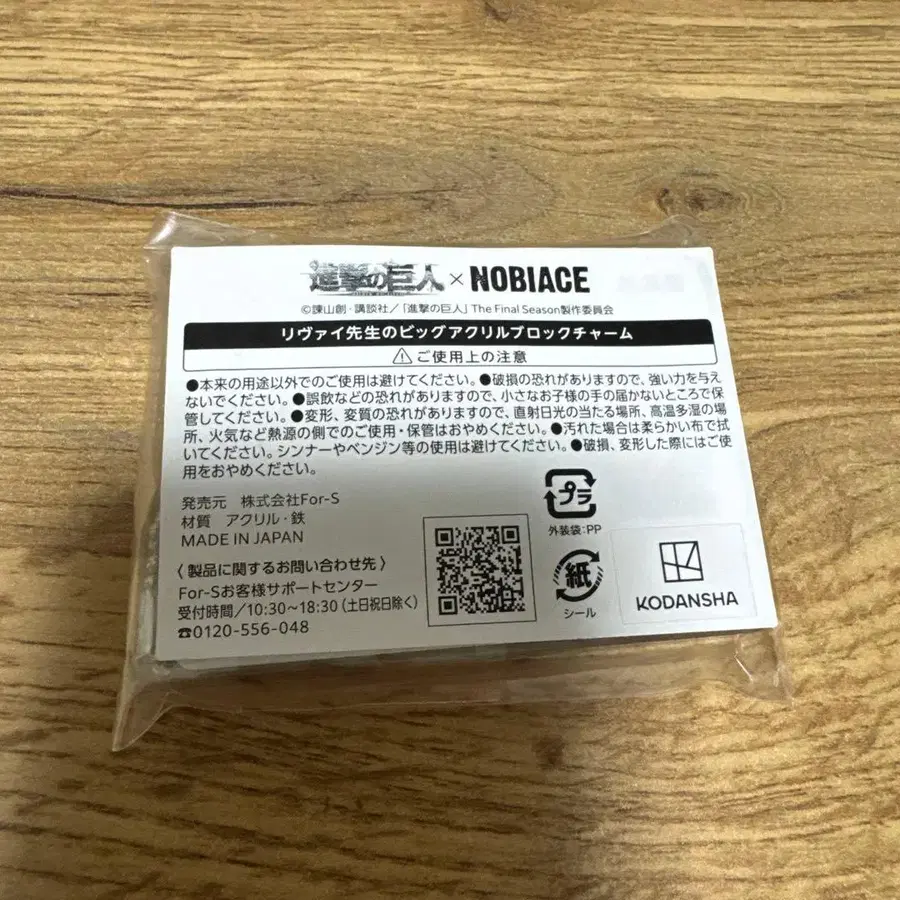 進撃の巨人 × NOBIACE
©諫山創・講談社／「進撃の巨人」The Final Season製作委員会
リヴァイ先生のビッグアクリルブロックチャーム
⚠ご使用上の注意
●本来の用途以外でのご使用は避けてください。●破損の恐れがありますので、強い力を与え
ないでください。●誤飲などの恐れがありますので、小さなお子様の手の届かないところで保
管してください。●変形、変質の恐れがありますので、直射日光の当たる場所、高温多湿の場
所、火気など熱源の側でのご使用・保管はおやめください。●汚れた場合は柔らかい布で拭
いてください。シンナーやベンジン等の使用は避けてください。●破損、変形した際にはご使
用をおやめください。
発売元 株式会社For-S
材質 アクリル・鉄
MADE IN JAPAN
〈製品に関するお問い合わせ先〉
For-Sお客様サポートセンター
受付時間／10:30〜18:30（土日祝日除く）
☎0120-556-048
プラ
外装袋:PP
紙
シール
KODANSHA